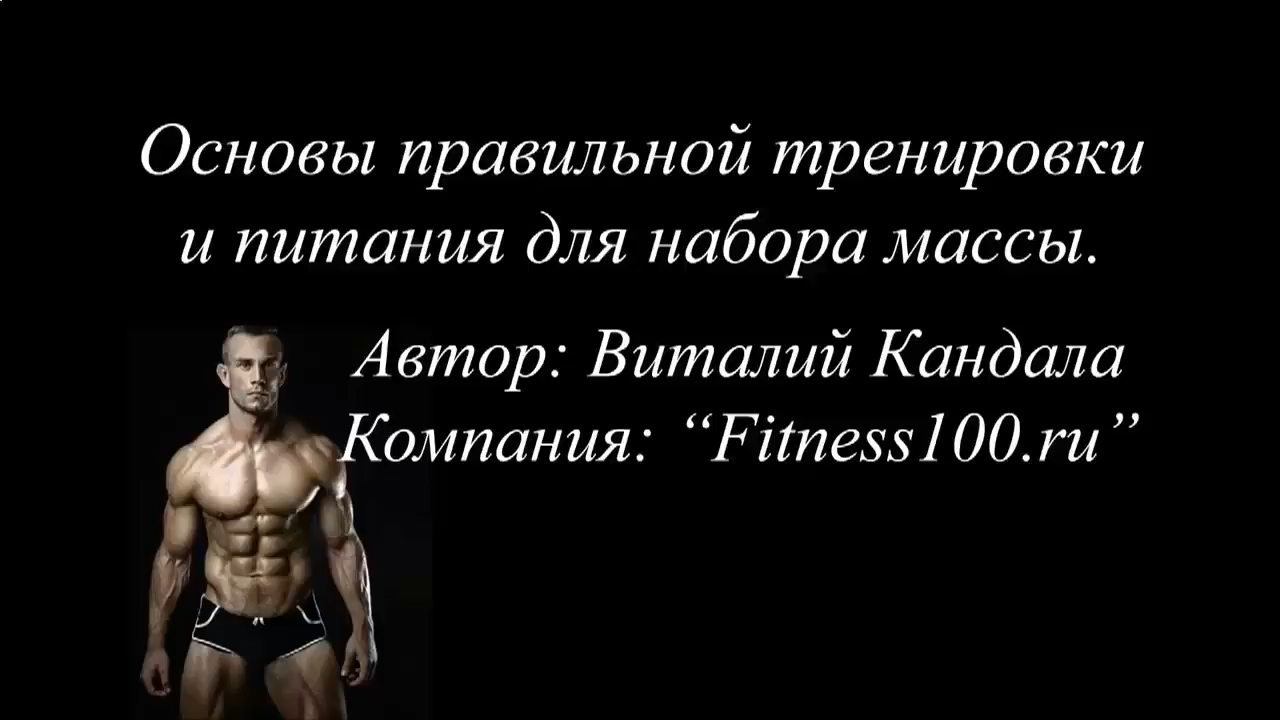 Основы правильной тренировки
и питания для набора массы.
Автор: Виталий Кандала
Компания: “Fitness100.ru”